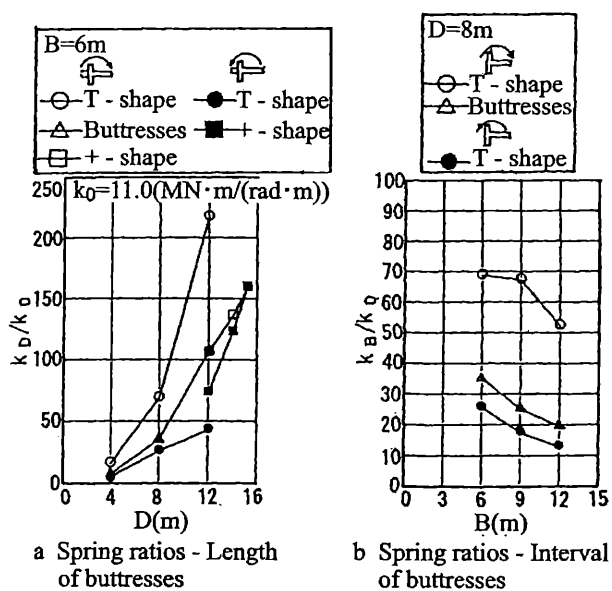 B=6m
T - shape
T - shape
Buttresses
+ - shape
+ - shape
k0=11.0(MN·m/(rad·m))
250
200
150
100
50
0
kD/k0
0 4 8 12 16
D(m)
a Spring ratios - Length
of buttresses
D=8m
T - shape
Buttresses
T - shape
100
90
80
70
60
50
40
30
20
10
0
kB/k0
0 3 6 9 12 15
B(m)
b Spring ratios - Interval
of buttresses